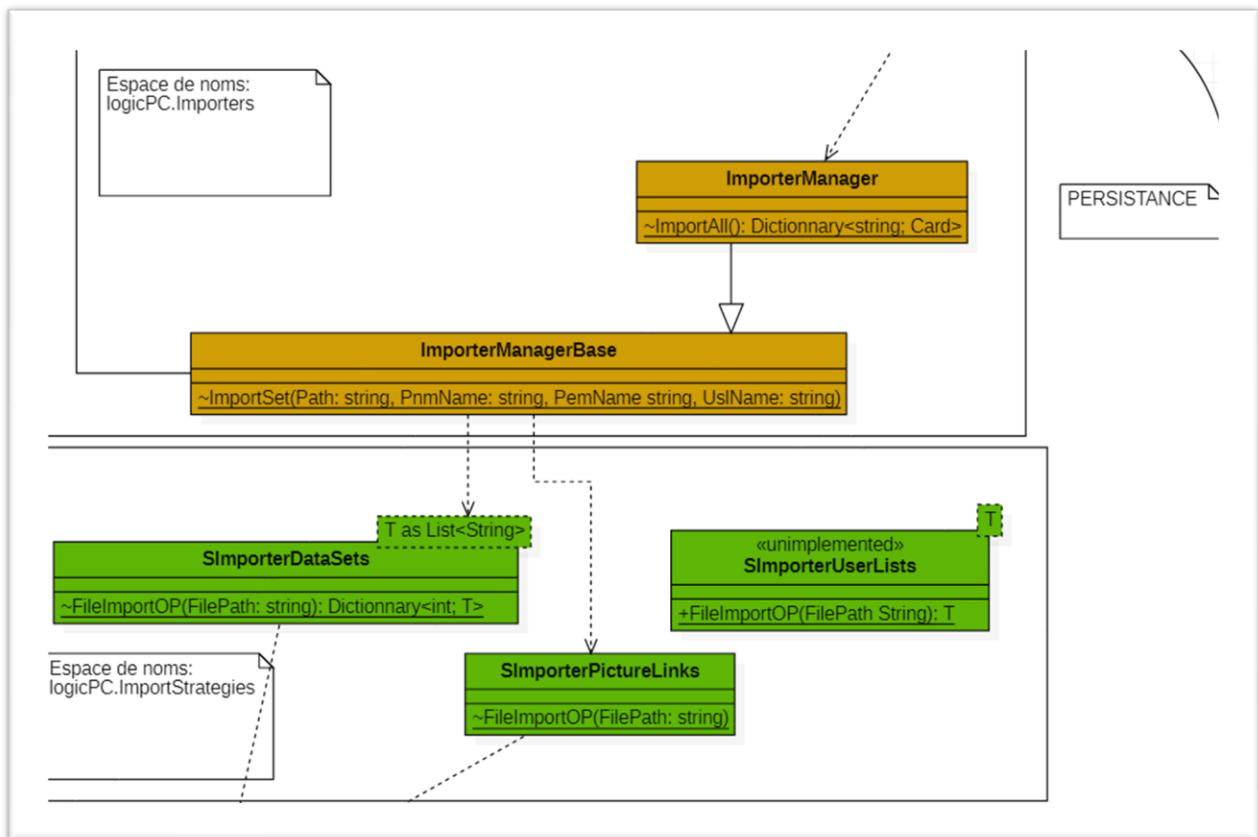 Espace de noms:
logicPC.Importers
ImporterManager
~ImportAll(): Dictionnary<string; Card>
PERSISTANCE
ImporterManagerBase
~ImportSet(Path: string, PnmName: string, PemName string, UslName: string)
T as List<String>
SImporterDataSets
~FileImportOP(FilePath: string): Dictionnary<int; T>
T
«unimplemented»
SImporterUserLists
+FileImportOP(FilePath String): T
Espace de noms:
logicPC.ImportStrategies
SImporterPictureLinks
~FileImportOP(FilePath: string)